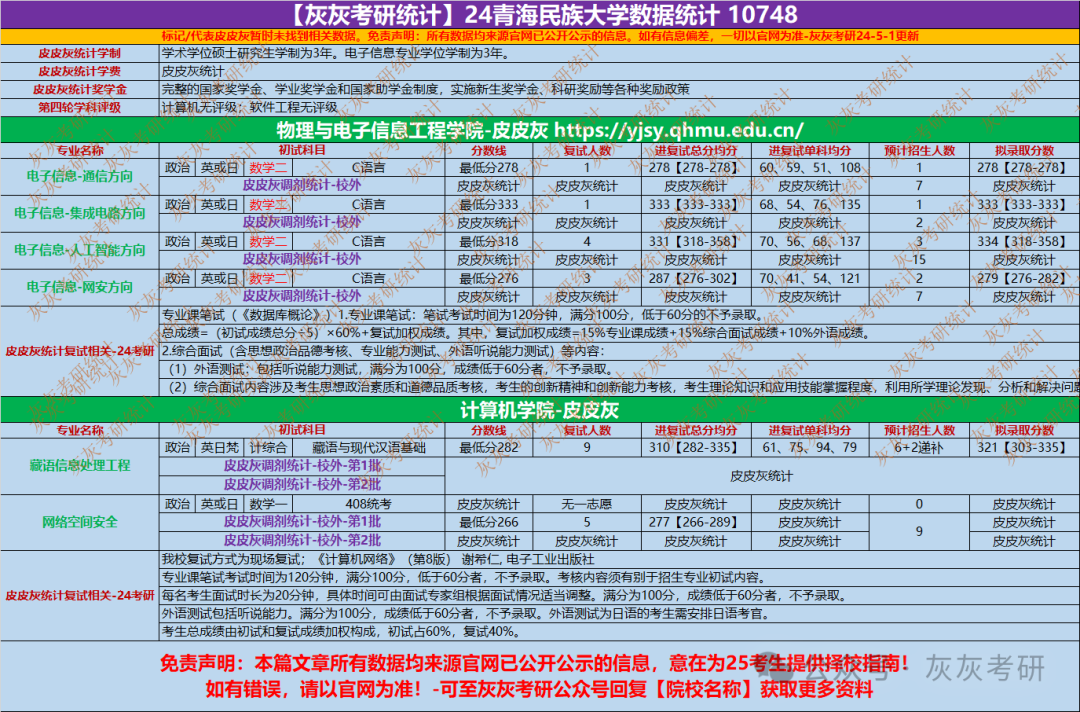 【灰灰考研统计】24青海民族大学数据统计 10748
标记/代表皮皮灰暂时未找到相关数据。免责声明：所有数据均来源官网已公开公示的信息。如有信息偏差，一切以官网为准-灰灰考研24-5-1更新
皮皮灰统计学制 学术学位硕士研究生学制为3年。电子信息专业学位学制为3年。
皮皮灰统计学费 皮皮灰统计
皮皮灰统计奖学金 完整的国家奖学金、学业奖学金和国家助学金制度，实施新生奖学金、科研奖励等各种奖励政策
第四轮学科评级 计算机无评级；软件工程无评级
物理与电子信息工程学院-皮皮灰 https://yjsy.qhmu.edu.cn/
专业名称 初试科目 分数线 复试人数 进复试总分均分 进复试单科均分 预计招生人数 拟录取分数
电子信息-通信方向 政治 英或日 数学二 C语言 最低分278 1 278【278-278】 60、59、51、108 1 278【278-278】
皮皮灰调剂统计-校外 皮皮灰统计 皮皮灰统计 皮皮灰统计 皮皮灰统计 7 皮皮灰统计
电子信息-集成电路方向 政治 英或日 数学二 C语言 最低分333 1 333【333-333】 68、54、76、135 1 333【333-333】
皮皮灰调剂统计-校外 皮皮灰统计 皮皮灰统计 皮皮灰统计 皮皮灰统计 2 皮皮灰统计
电子信息-人工智能方向 政治 英或日 数学二 C语言 最低分318 4 331【318-358】 70、56、68、137 3 334【318-358】
皮皮灰调剂统计-校外 皮皮灰统计 皮皮灰统计 皮皮灰统计 皮皮灰统计 15 皮皮灰统计
电子信息-网安方向 政治 英或日 数学二 C语言 最低分276 3 287【276-302】 70、41、54、121 2 279【276-282】
皮皮灰调剂统计-校外 皮皮灰统计 皮皮灰统计 皮皮灰统计 皮皮灰统计 7 皮皮灰统计
皮皮灰统计复试相关-24考研
专业课笔试（《数据库概论》）1.专业课笔试：笔试考试时间为120分钟，满分100分，低于60分的不予录取。
总成绩=（初试成绩总分÷5）×60%+复试加权成绩。其中，复试加权成绩=15%专业课成绩+15%综合面试成绩+10%外语成绩。
2.综合面试（含思想政治品德考核、专业能力测试、外语听说能力测试）等内容：
（1）外语测试：包括听说能力测试，满分为100分，成绩低于60分者，不予录取。
（2）综合面试内容涉及考生思想政治素质和道德品质考核，考生的创新精神和创新能力考核，考生理论知识和应用技能掌握程度，利用所学理论发现、分析和解决问题
计算机学院-皮皮灰
专业名称 初试科目 分数线 复试人数 进复试总分均分 进复试单科均分 预计招生人数 拟录取分数
藏语信息处理工程 政治 英日梵 计综合 藏语与现代汉语基础 最低分282 9 310【282-335】 61、75、94、79 6+2递补 321【303-335】
皮皮灰调剂统计-校外-第1批 皮皮灰统计
皮皮灰调剂统计-校外-第2批
网络空间安全 政治 英或日 数学一 408统考 皮皮灰统计 无一志愿 皮皮灰统计 皮皮灰统计 0 皮皮灰统计
皮皮灰调剂统计-校外-第1批 最低分266 5 277【266-289】 皮皮灰统计 9 皮皮灰统计
皮皮灰调剂统计-校外-第2批 皮皮灰统计 皮皮灰统计 皮皮灰统计 皮皮灰统计 皮皮灰统计
皮皮灰统计复试相关-24考研
我校复试方式为现场复试；《计算机网络》（第8版） 谢希仁, 电子工业出版社
专业课笔试考试时间为120分钟，满分100分，低于60分者，不予录取。考核内容须有别于招生专业初试内容。
每名考生面试时长为20分钟，具体时间可由面试专家组根据面试情况适当调整。满分为100分，成绩低于60分者，不予录取。
外语测试包括听说能力。满分为100分，成绩低于60分者，不予录取。外语测试为日语的考生需安排日语考官。
考生总成绩由初试和复试成绩加权构成，初试占60%，复试40%。
免责声明：本篇文章所有数据均来源官网已公开公示的信息，意在为25考生提供择校指南！
如有错误，请以官网为准！-可至灰灰考研公众号回复【院校名称】获取更多资料
公众号 灰灰考研